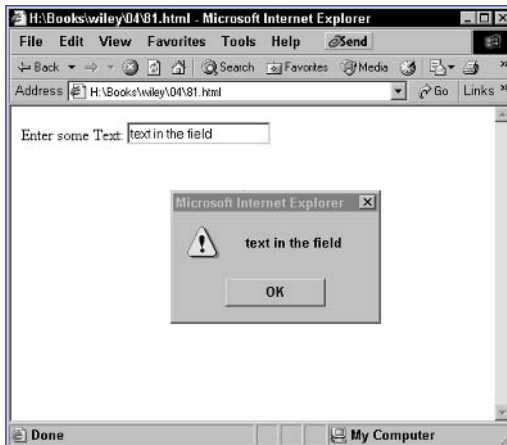 H:\Books\wiley\04\81.html - Microsoft Internet Explorer
File Edit View Favorites Tools Help Send
Back Search Favorites Media
Address H:\Books\wiley\04\81.html Go Links
Enter some Text: text in the field
Microsoft Internet Explorer
text in the field
OK
Done My Computer